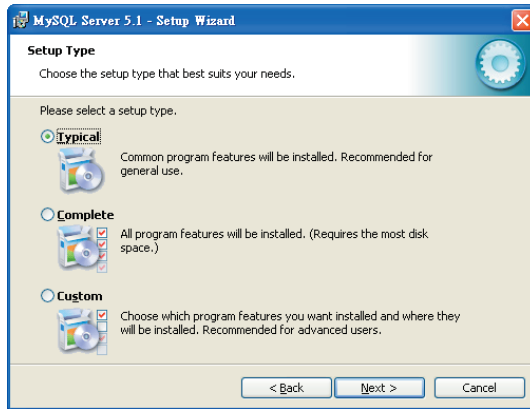 MySQL Server 5.1 - Setup Wizard
Setup Type
Choose the setup type that best suits your needs.
Please select a setup type.
Typical
Common program features will be installed. Recommended for
general use.
Complete
All program features will be installed. (Requires the most disk
space.)
Custom
Choose which program features you want installed and where they
will be installed. Recommended for advanced users.
< Back
Next >
Cancel